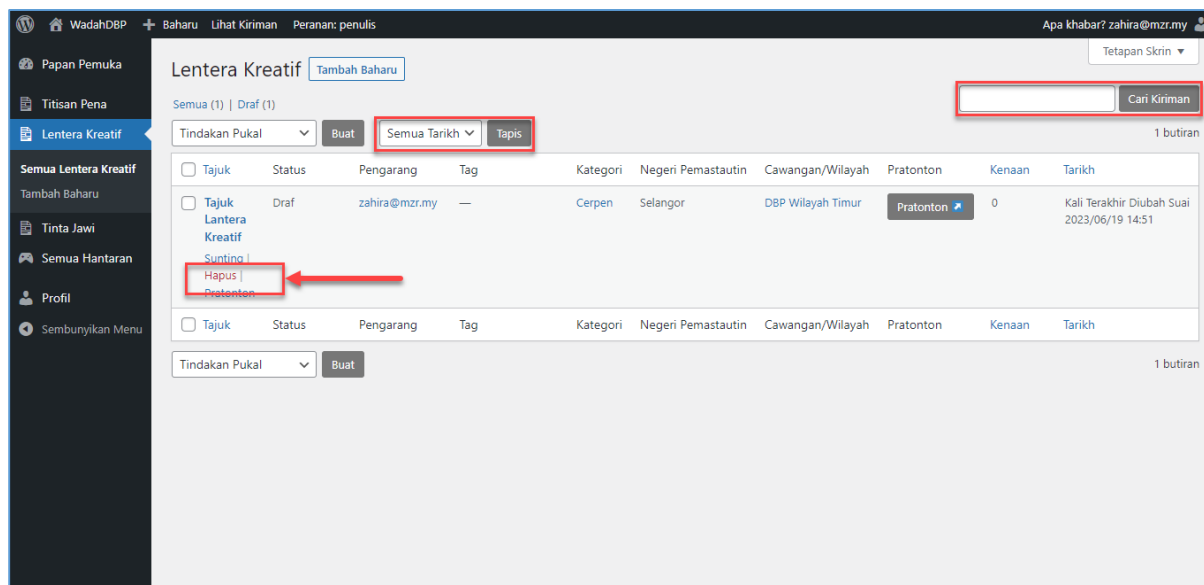 WadahDBP + Baharu Lihat Kiriman Peranan: penulis Apa khabar? zahira@mzr.my
Tetapan Skrin ▼
Papan Pemuka
Titisan Pena
Lentera Kreatif
Semua Lentera Kreatif
Tambah Baharu
Tinta Jawi
Semua Hantaran
Profil
Sembunyikan Menu
Lentera Kreatif Tambah Baharu
Semua (1) | Draf (1)
Cari Kiriman
Tindakan Pukal Buat Semua Tarikh Tapis 1 butiran
Tajuk Status Pengarang Tag Kategori Negeri Pemastautin Cawangan/Wilayah Pratonton Kenaan Tarikh
Tajuk Draf zahira@mzr.my — Cerpen Selangor DBP Wilayah Timur Pratonton 0 Kali Terakhir Diubah Suai
Lantera 2023/06/19 14:51
Kreatif
Sunting |
Hapus |
Pratonton
Tajuk Status Pengarang Tag Kategori Negeri Pemastautin Cawangan/Wilayah Pratonton Kenaan Tarikh
Tindakan Pukal Buat 1 butiran